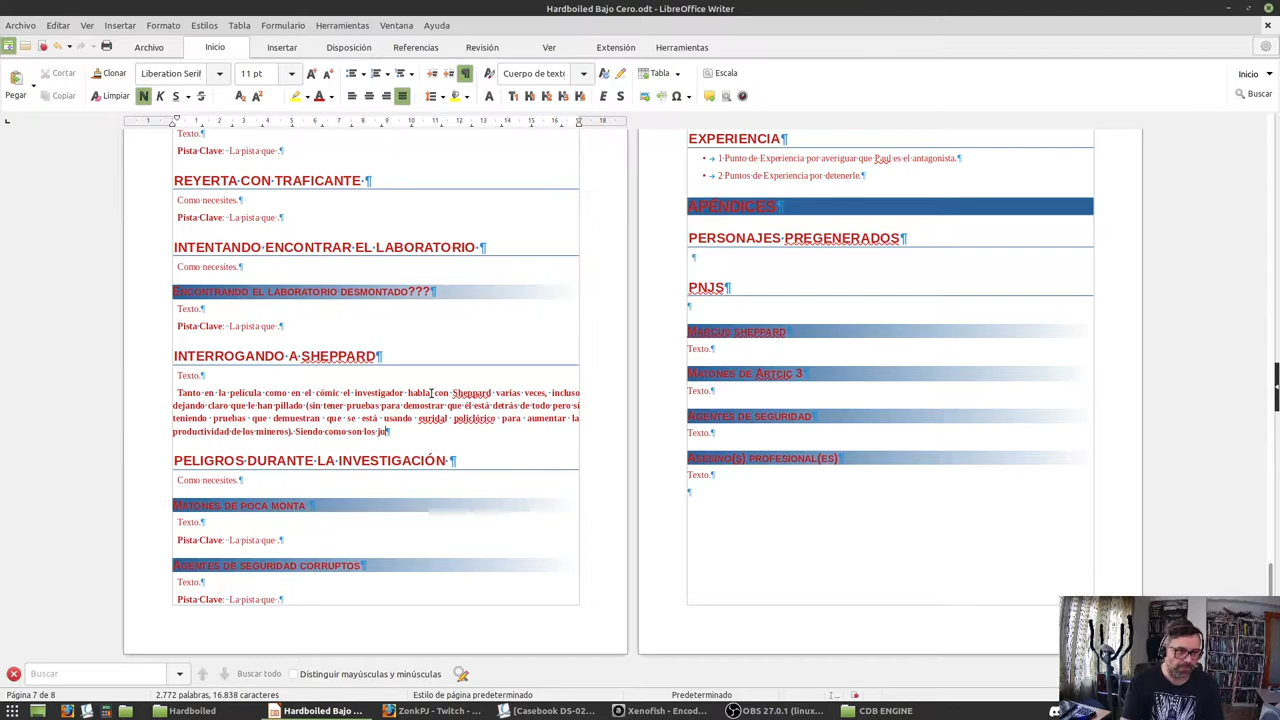 Hardboiled Bajo Cero.odt - LibreOffice Writer
Archivo Editar Ver Insertar Formato Estilos Tabla Formulario Herramientas Ventana Ayuda
Archivo Inicio Insertar Disposición Referencias Revisión Ver Extensión Herramientas
Cortar Clonar Liberation Serif 11 pt Cuerpo de texto Tabla Escala Inicio
Pegar Copiar Limpiar Buscar
Texto.¶
Pista·Clave:·La·pista·que·.¶
REYERTA·CON·TRAFICANTE·¶
Como·necesites.¶
Pista·Clave:·La·pista·que·.¶
INTENTANDO·ENCONTRAR·EL·LABORATORIO·¶
Como·necesites.¶
ENCONTRANDO EL LABORATORIO DESMONTADO???¶
Texto.¶
Pista·Clave:·La·pista·que·.¶
INTERROGANDO·A·SHEPPARD¶
Texto.¶
Tanto·en·la·película·como·en·el·cómic·el·investigador·habla·con·Sheppard·varias·veces,·incluso
dejando·claro·que·le·han·pillado·(sin·tener·pruebas·para·demostrar·que·él·está·detrás·de·todo·pero·sí
teniendo·pruebas·que·demuestran·que·se·está·usando·euridal·policlórico·para·aumentar·la
productividad·de·los·mineros).·Siendo·como·son·los·ju¶
PELIGROS·DURANTE·LA·INVESTIGACIÓN·¶
Como·necesites.¶
MATONES DE POCA MONTA ¶
Texto.¶
Pista·Clave:·La·pista·que·.¶
AGENTES DE SEGURIDAD CORRUPTOS¶
Texto.¶
Pista·Clave:·La·pista·que·.¶
EXPERIENCIA¶
• 1·Punto·de·Experiencia·por·averiguar·que·Paul·es·el·antagonista.¶
• 2·Puntos·de·Experiencia·por·detenerle.¶
APÉNDICES¶
PERSONAJES·PREGENERADOS¶
¶
PNJS¶
¶
MARCUS SHEPPARD¶
Texto.¶
MATONES DE ARTCIÇ 3
Texto.¶
AGENTES DE SEGURIDAD
Texto.¶
ASESINO(S) PROFESIONAL(ES)¶
Texto.¶
¶
Buscar Buscar todo Distinguir mayúsculas y minúsculas
Página 7 de 8 2.772 palabras, 16.838 caracteres Estilo de página predeterminado Predeterminado
Hardboiled Hardboiled Bajo ... ZonkPJ - Twitch - ... [Casebook DS-02... Xenofish - Encod... OBS 27.0.1 (linux... CDB ENGINE